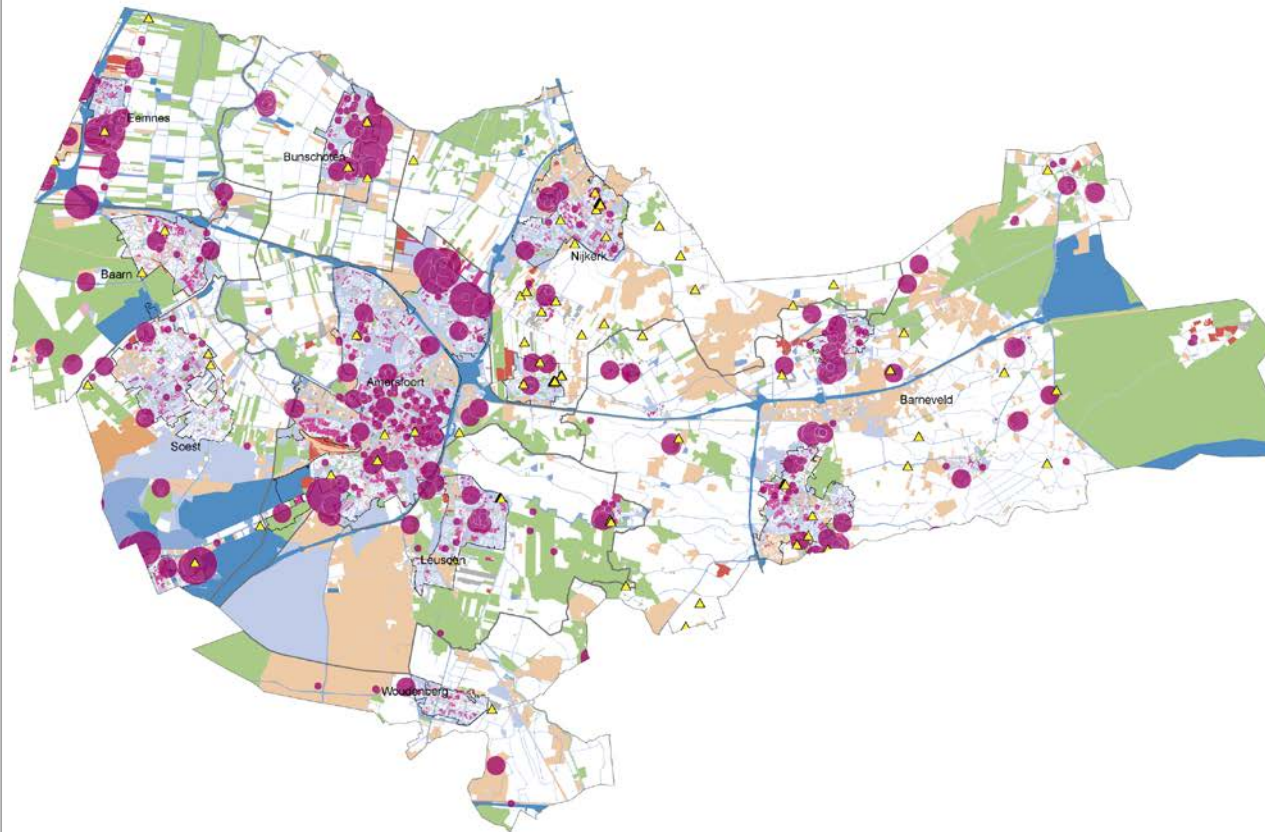 Eemnes
Bunschoten
Nijkerk
Baarn
Amersfoort
Barneveld
Soest
Leusden
Woudenberg